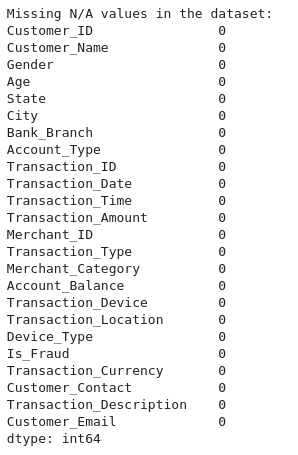 Missing N/A values in the dataset:
Customer_ID                0
Customer_Name              0
Gender                     0
Age                        0
State                      0
City                       0
Bank_Branch                0
Account_Type               0
Transaction_ID             0
Transaction_Date           0
Transaction_Time           0
Transaction_Amount         0
Merchant_ID                0
Transaction_Type           0
Merchant_Category          0
Account_Balance            0
Transaction_Device         0
Transaction_Location       0
Device_Type                0
Is_Fraud                   0
Transaction_Currency       0
Customer_Contact           0
Transaction_Description    0
Customer_Email             0
dtype: int64